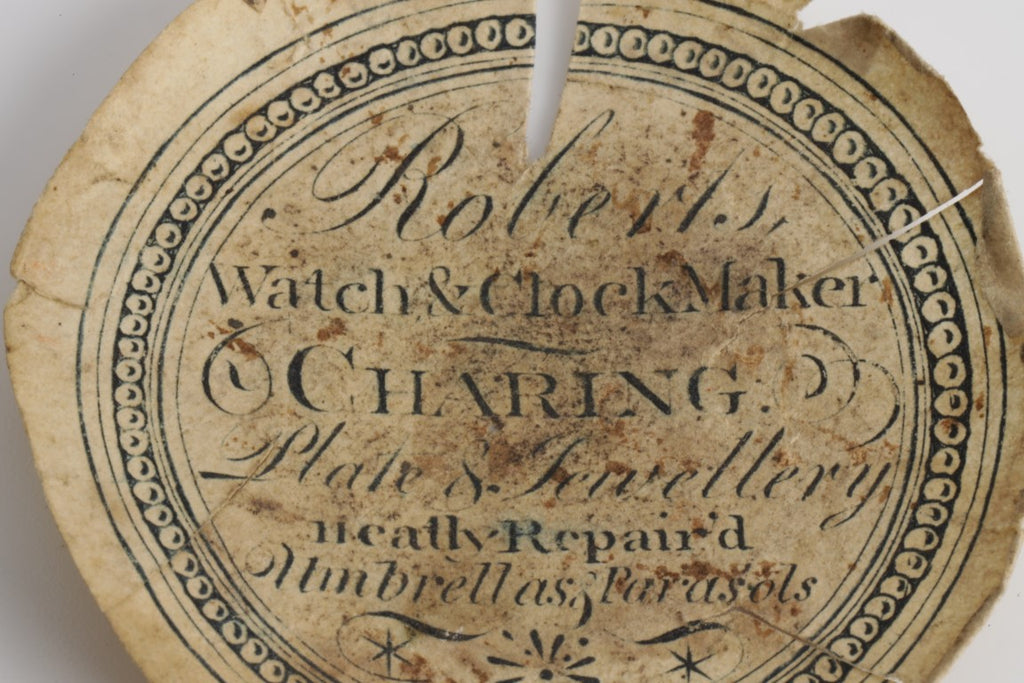 Roberts,
Watch & Clock Maker
CHARING.
Plate & Jewellery
neatly Repair'd
Umbrellas, & Parasols